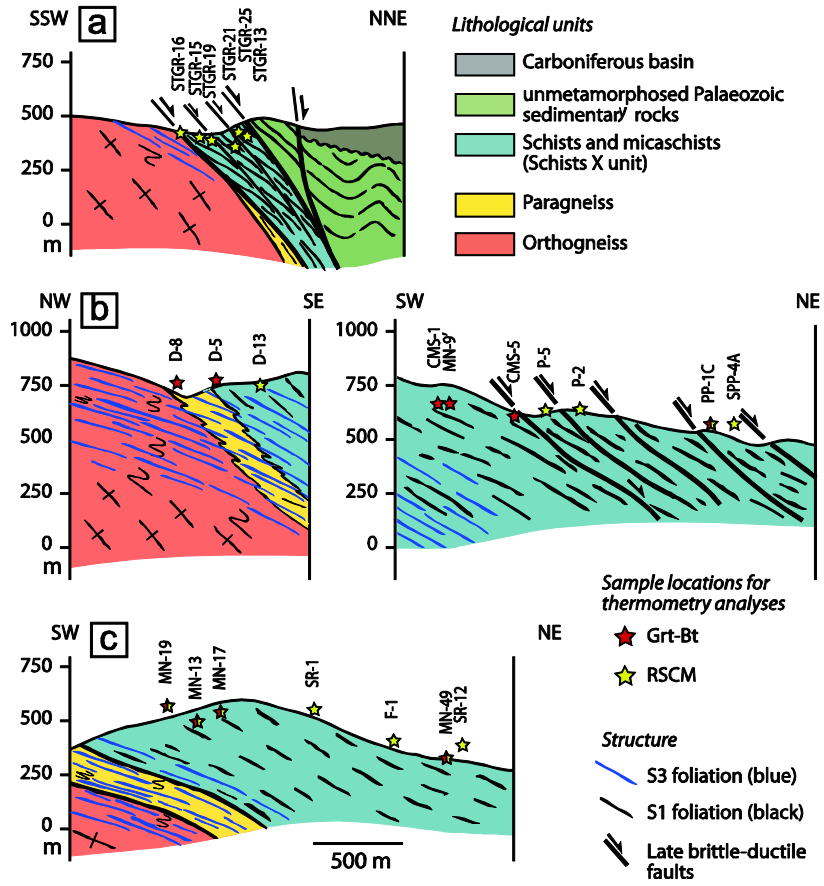 SSW
a
NNE
STGR-16
STGR-15
STGR-19
STGR-21
STGR-25
STGR-13
750
500
250
0
m
Lithological units
Carboniferous basin
unmetamorphosed Palaeozoic
sedimentary rocks
Schists and micaschists
(Schists X unit)
Paragneiss
Orthogneiss
NW
b
SE
D-8
D-5
D-13
1000
750
500
250
0
m
SW
NE
CMS-1
MN-9'
CMS-5
P-5
P-2
PP-1C
SPP-4A
1000
750
500
250
0
Sample locations for
thermometry analyses
Grt-Bt
RSCM
SW
c
NE
MN-19
MN-13
MN-17
SR-1
F-1
MN-49
SR-12
750
500
250
0
m
500 m
Structure
S3 foliation (blue)
S1 foliation (black)
Late brittle-ductile
faults